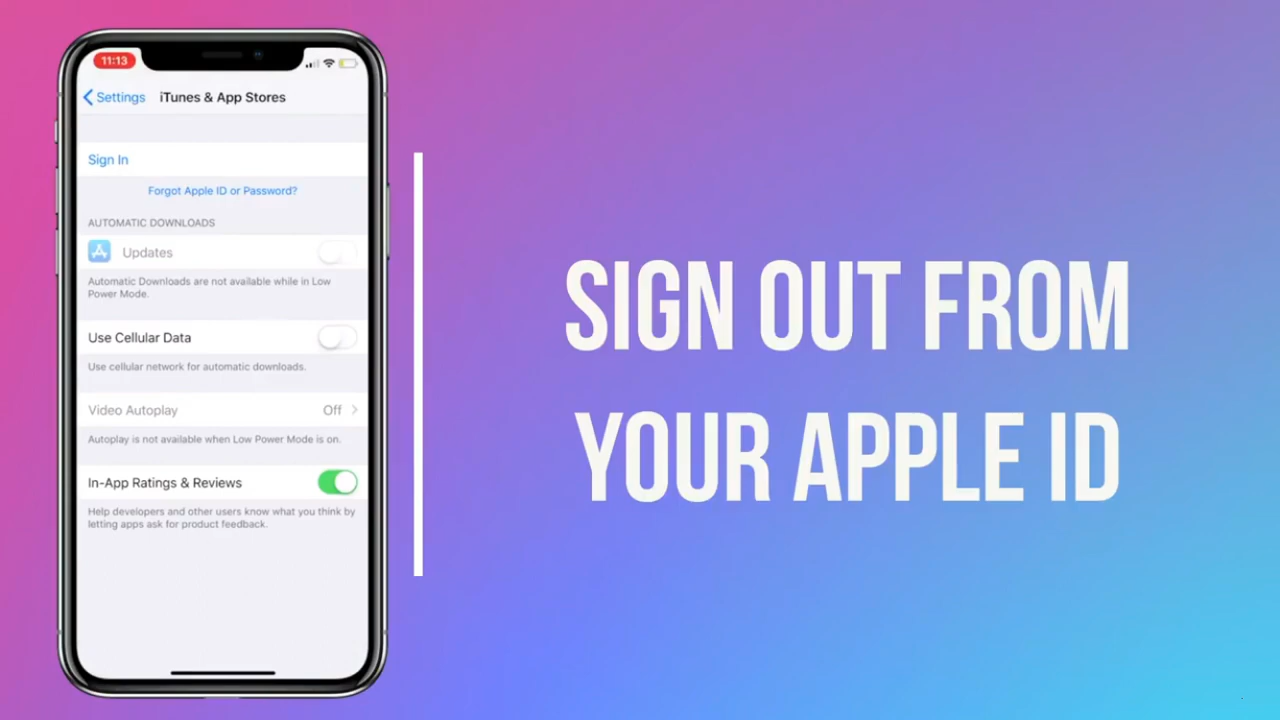 11:13
Settings iTunes & App Stores
Sign In
Forgot Apple ID or Password?
AUTOMATIC DOWNLOADS
Updates
Automatic Downloads are not available while in Low
Power Mode.
Use Cellular Data
Use cellular network for automatic downloads.
Video Autoplay Off
Autoplay is not available when Low Power Mode is on.
In-App Ratings & Reviews
Help developers and other users know what you think by
letting apps ask for product feedback.
SIGN OUT FROM
YOUR APPLE ID